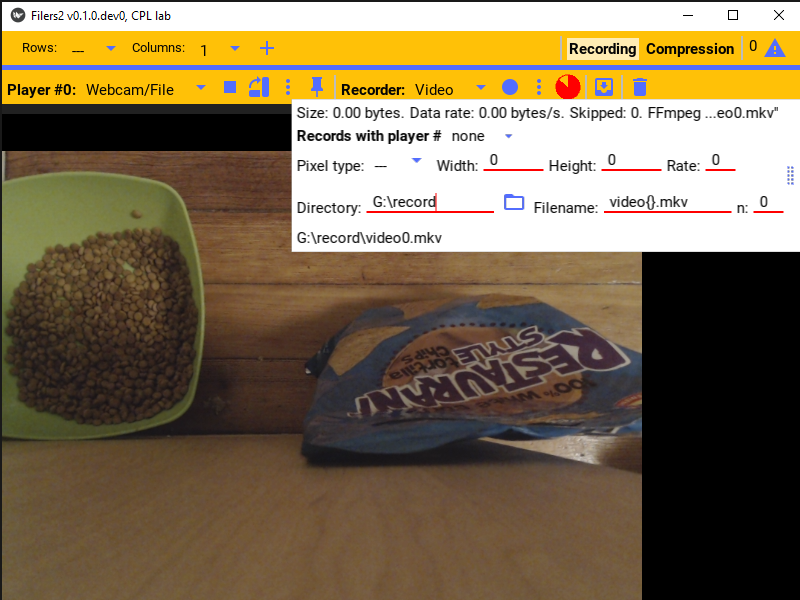 Filers2 v0.1.0.dev0, CPL lab
Rows: --- Columns: 1 Recording Compression 0
Player #0: Webcam/File Recorder: Video
Size: 0.00 bytes. Data rate: 0.00 bytes/s. Skipped: 0. FFmpeg ...eo0.mkv"
Records with player # none
Pixel type: --- Width: 0 Height: 0 Rate: 0
Directory: G:\record Filename: video{}.mkv n: 0
G:\record\video0.mkv
RESTAURANT
STYLE
tortilla
CHIPS
100% Wh